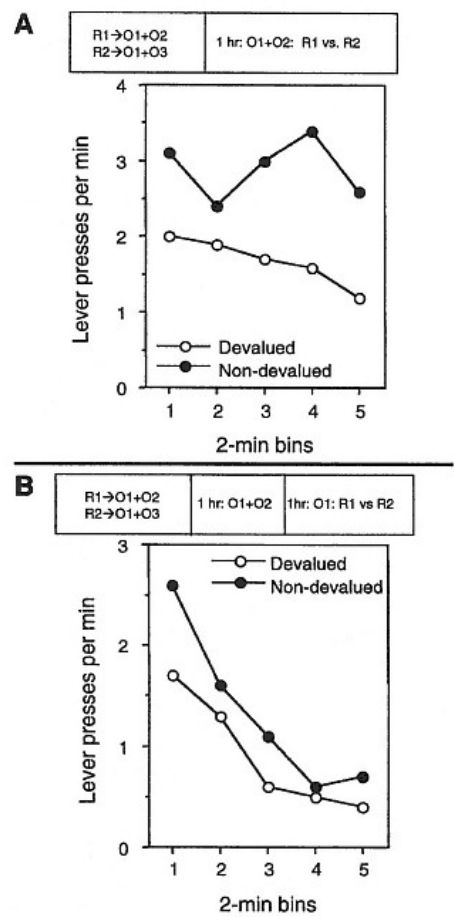 A
R1→O1+O2
R2→O1+O3
1 hr: O1+O2: R1 vs. R2
4
3
2
1
0
Lever presses per min
Devalued
Non-devalued
1 2 3 4 5
2-min bins
B
R1→O1+O2
R2→O1+O3
1 hr: O1+O2
1hr: O1: R1 vs R2
3
2
1
0
Lever presses per min
Devalued
Non-devalued
1 2 3 4 5
2-min bins